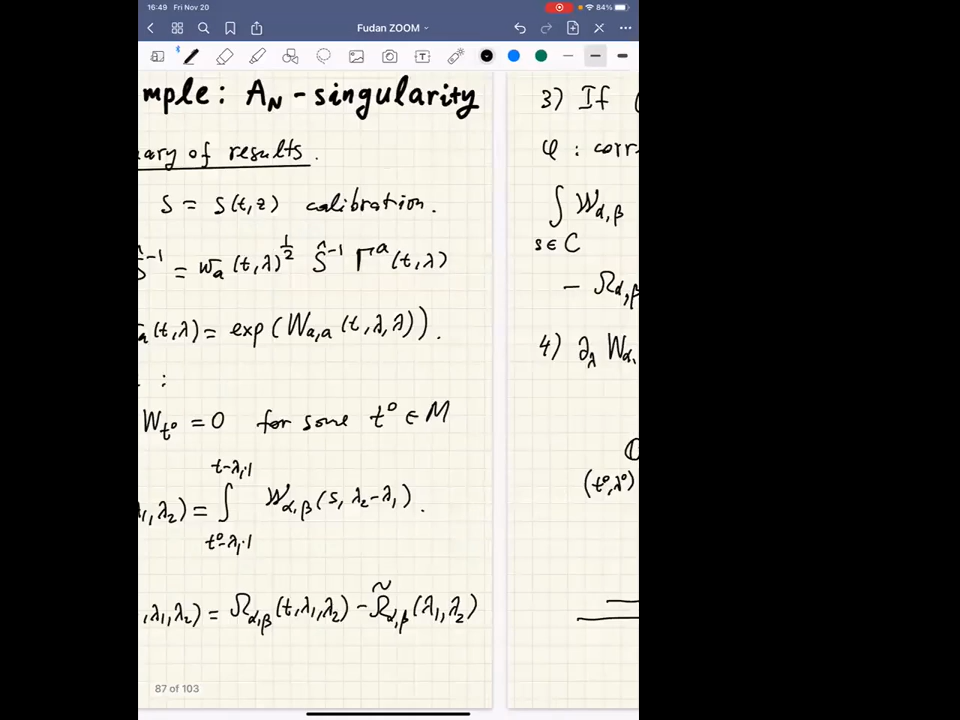 16:49 Fri Nov 20
84%
Fudan ZOOM
mple: A_N - singularity
ary of results.
S = S(t,z) calibration.
Ŝ^{-1} = w_a(t,λ)^{1/2} Ŝ^{-1} Γ^a(t,λ)
a(t,λ) = exp(W_{a,a}(t,λ,λ)).
:
W_{t°} = 0 for some t° ∈ M
λ_1,λ_2) = ∫_{t°-λ_1·1}^{t-λ_1·1} 𝒲_{α,β}(s, λ_2-λ_1).
,λ_1,λ_2) = Ω_{α,β}(t,λ_1,λ_2) - Ω̃_{α,β}(λ_1,λ_2)
87 of 103
3) If (
φ : corr
∫_{s∈C} 𝒲_{α,β}
- Ω_{α,β}
4) ∂_λ W_{α,
(t°,λ°)